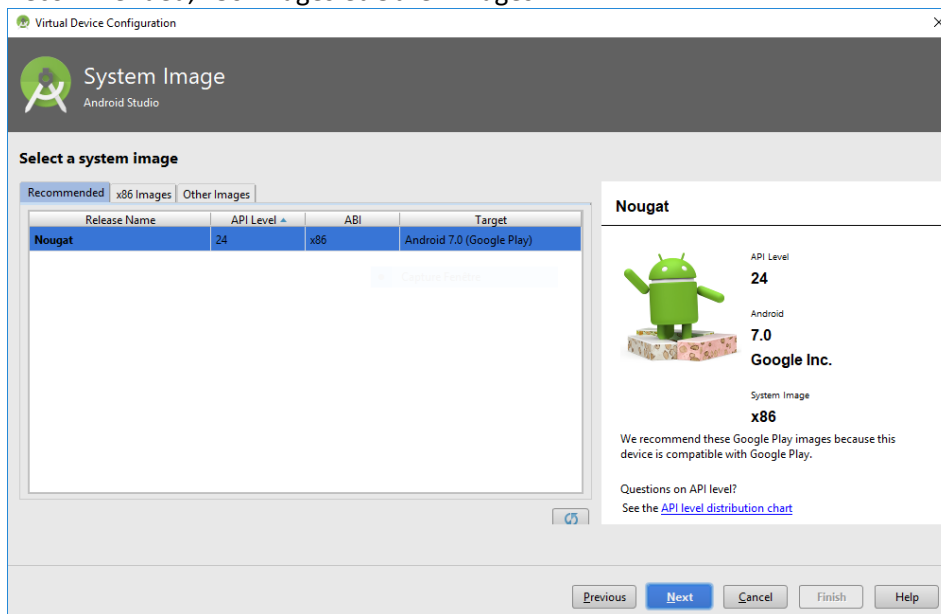 Virtual Device Configuration
System Image
Android Studio
Select a system image
Recommended x86 Images Other Images
Release Name API Level ABI Target
Nougat 24 x86 Android 7.0 (Google Play)
Nougat
API Level
24
Android
7.0
Google Inc.
System Image
x86
We recommend these Google Play images because this
device is compatible with Google Play.
Questions on API level?
See the API level distribution chart
Previous Next Cancel Finish Help